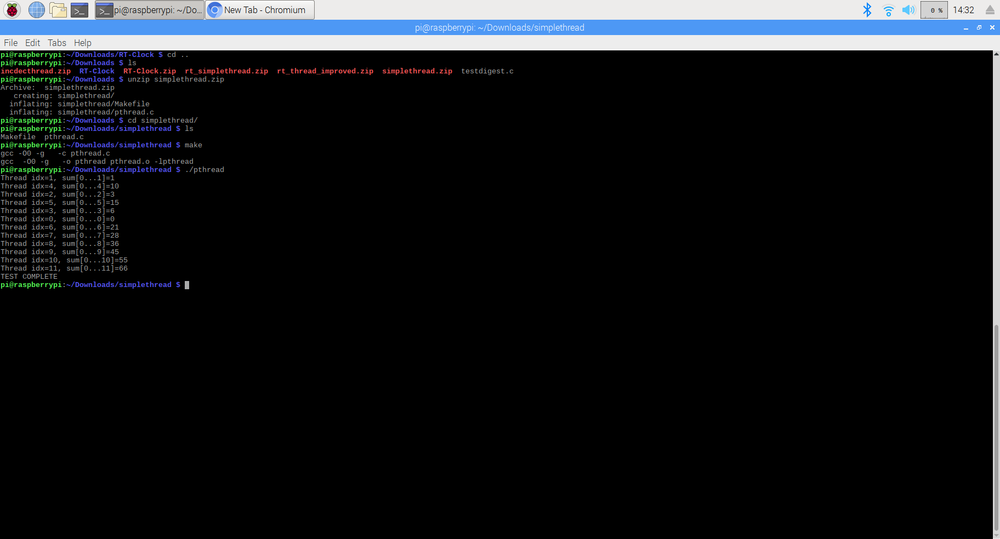 pi@raspberrypi: ~/Do... New Tab - Chromium 0 % 14:32
pi@raspberrypi: ~/Downloads/simplethread
File Edit Tabs Help
pi@raspberrypi:~/Downloads/RT-Clock $ cd ..
pi@raspberrypi:~/Downloads $ ls
incdecthread.zip  RT-Clock  RT-Clock.zip  rt_simplethread.zip  rt_thread_improved.zip  simplethread.zip  testdigest.c
pi@raspberrypi:~/Downloads $ unzip simplethread.zip
Archive:  simplethread.zip
   creating: simplethread/
  inflating: simplethread/Makefile
  inflating: simplethread/pthread.c
pi@raspberrypi:~/Downloads $ cd simplethread/
pi@raspberrypi:~/Downloads/simplethread $ ls
Makefile  pthread.c
pi@raspberrypi:~/Downloads/simplethread $ make
gcc -O0 -g   -c pthread.c
gcc  -O0 -g   -o pthread pthread.o -lpthread
pi@raspberrypi:~/Downloads/simplethread $ ./pthread
Thread idx=1, sum[0...1]=1
Thread idx=4, sum[0...4]=10
Thread idx=2, sum[0...2]=3
Thread idx=5, sum[0...5]=15
Thread idx=3, sum[0...3]=6
Thread idx=0, sum[0...0]=0
Thread idx=6, sum[0...6]=21
Thread idx=7, sum[0...7]=28
Thread idx=8, sum[0...8]=36
Thread idx=9, sum[0...9]=45
Thread idx=10, sum[0...10]=55
Thread idx=11, sum[0...11]=66
TEST COMPLETE
pi@raspberrypi:~/Downloads/simplethread $